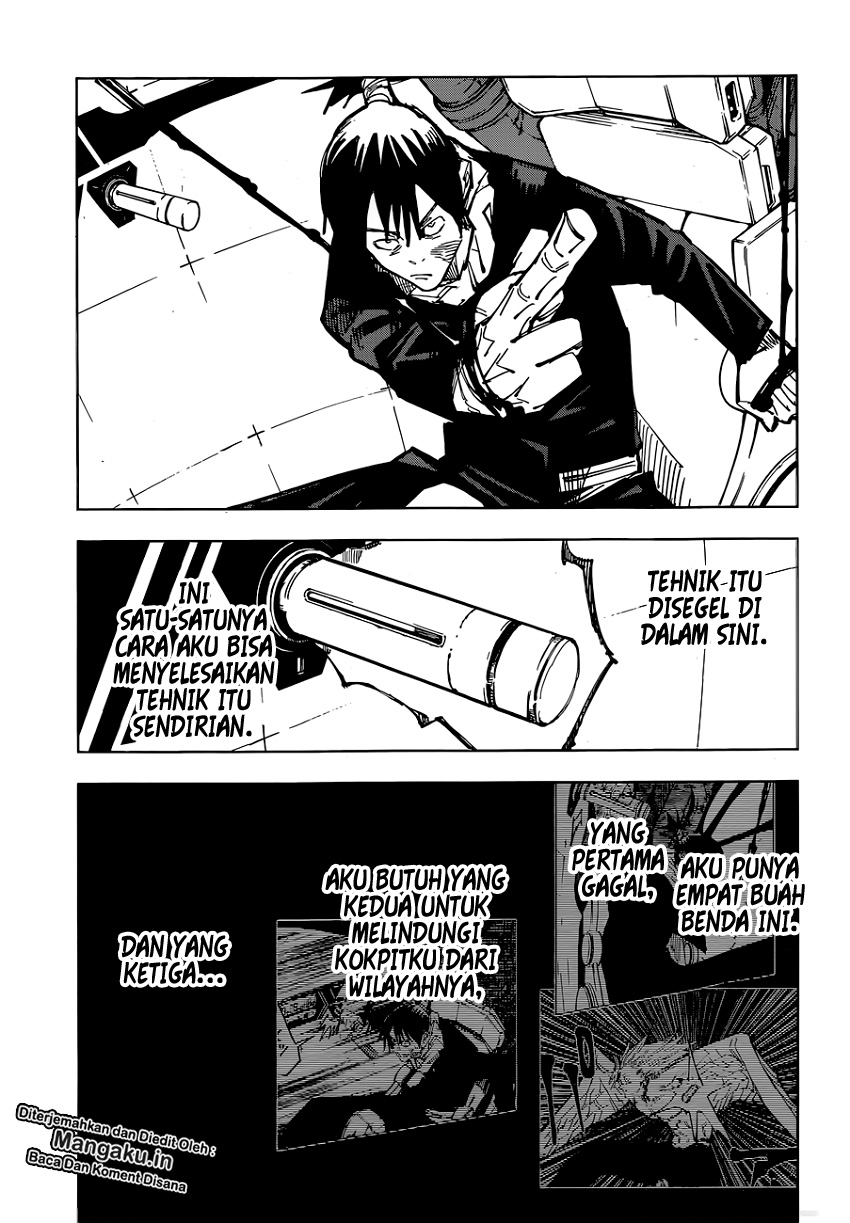 TEHNIK ITU
DISEGEL DI
DALAM SINI.
INI
SATU-SATUNYA
CARA AKU BISA
MENYELESAIKAN
TEHNIK ITU
SENDIRIAN.
AKU PUNYA
EMPAT BUAH
BENDA INI.
YANG
PERTAMA
GAGAL,
AKU BUTUH YANG
KEDUA UNTUK
MELINDUNGI
KOKPITKU DARI
WILAYAHNYA,
DAN YANG
KETIGA...
Diterjemahkan dan Diedit Oleh :
Mangaku.in
Baca Dan Koment Disana